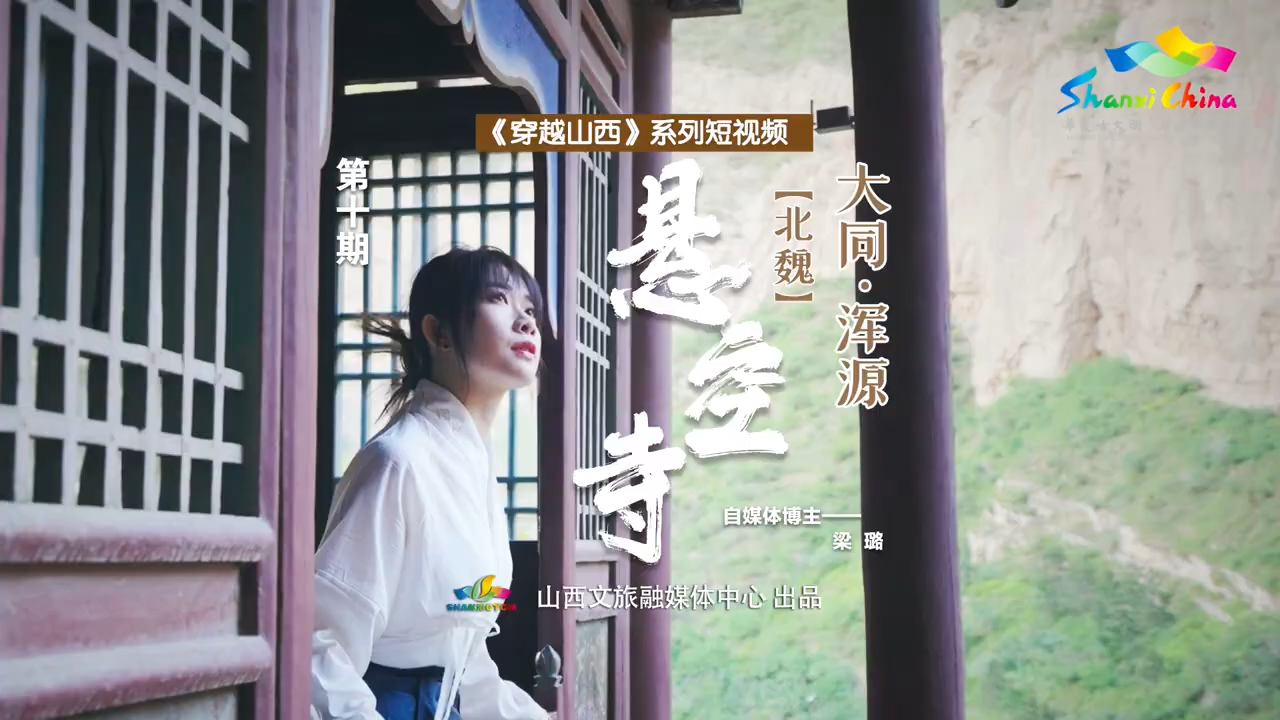 Shanxi China
《穿越山西》系列短视频
第十期
悬空寺
【北魏】
大同·浑源
自媒体博主——
梁 璐
山西文旅融媒体中心 出品